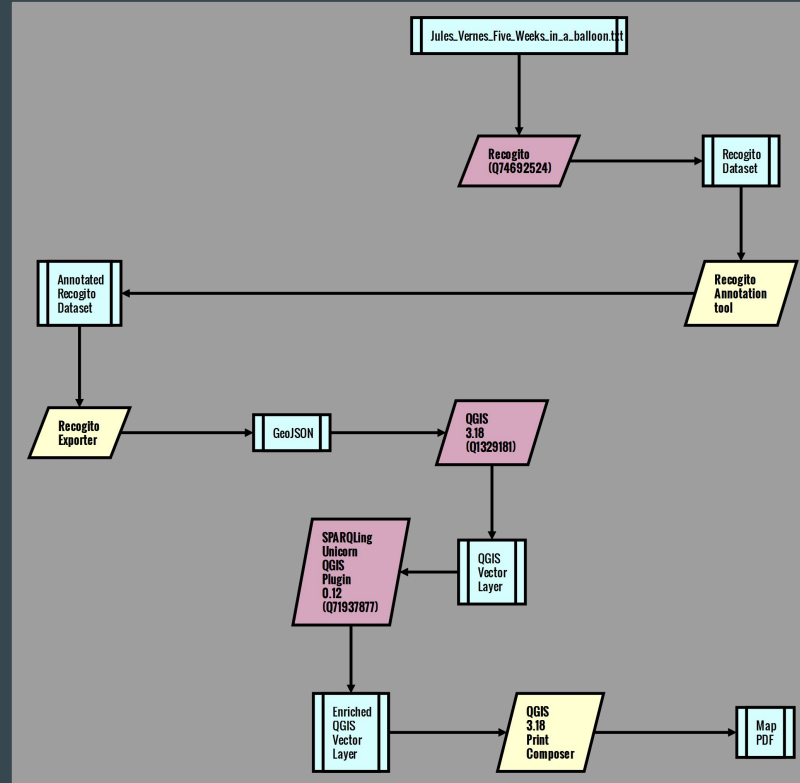 Jules_Vernes_Five_Weeks_in_a_balloon.txt
Recogito
(Q74692524)
Recogito
Dataset
Recogito
Annotation
tool
Annotated
Recogito
Dataset
Recogito
Exporter
GeoJSON
QGIS
3.18
(Q1329181)
QGIS
Vector
Layer
SPARQLing
Unicorn
QGIS
Plugin
0.12
(Q71937877)
Enriched
QGIS
Vector
Layer
QGIS
3.18
Print
Composer
Map
PDF